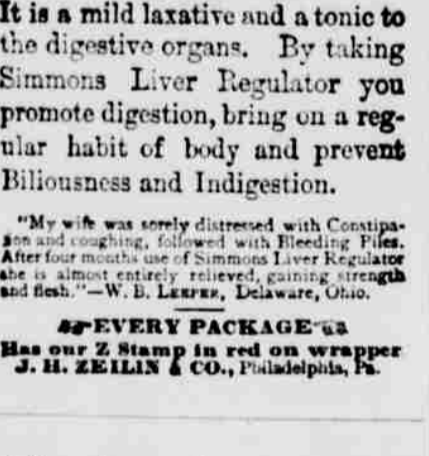 It is a mild laxative and a tonic to
the digestive organs. By taking
Simmons Liver Regulator you
promote digestion, bring on a reg-
ular habit of body and prevent
Biliousness and Indigestion.
"My wife was sorely distressed with Constipa-
son and coughing, followed with Bleeding Piles.
After four months use of Simmons Liver Regulator
she is almost entirely relieved, gaining strength
and flesh."—W. B. LEEPER, Delaware, Ohio.
EVERY PACKAGE
Has our Z Stamp in red on wrapper
J. H. ZEILIN & CO., Philadelphia, Pa.